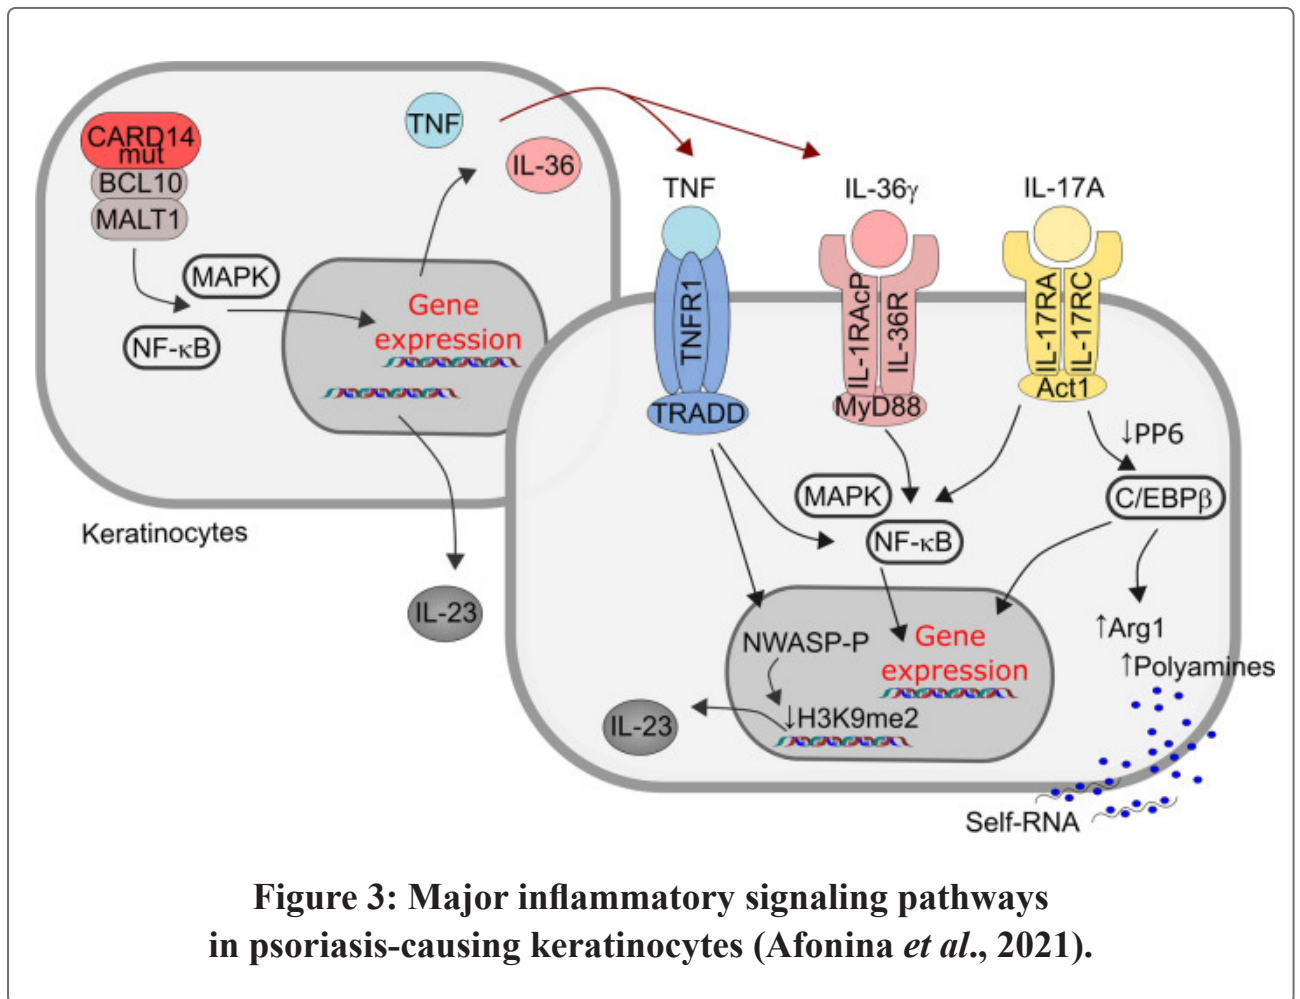 CARD14
mut
BCL10
MALT1
MAPK
NF-κB
TNF
IL-36
Gene
expression
Keratinocytes
IL-23
TNF
IL-36γ
IL-17A
TNFR1
TRADD
IL-1RAcP
IL-36R
MyD88
IL-17RA
IL-17RC
Act1
↓PP6
MAPK
NF-κB
C/EBPβ
NWASP-P
Gene
expression
↓H3K9me2
IL-23
↑Arg1
↑Polyamines
Self-RNA
Figure 3: Major inflammatory signaling pathways
in psoriasis-causing keratinocytes (Afonina et al., 2021).